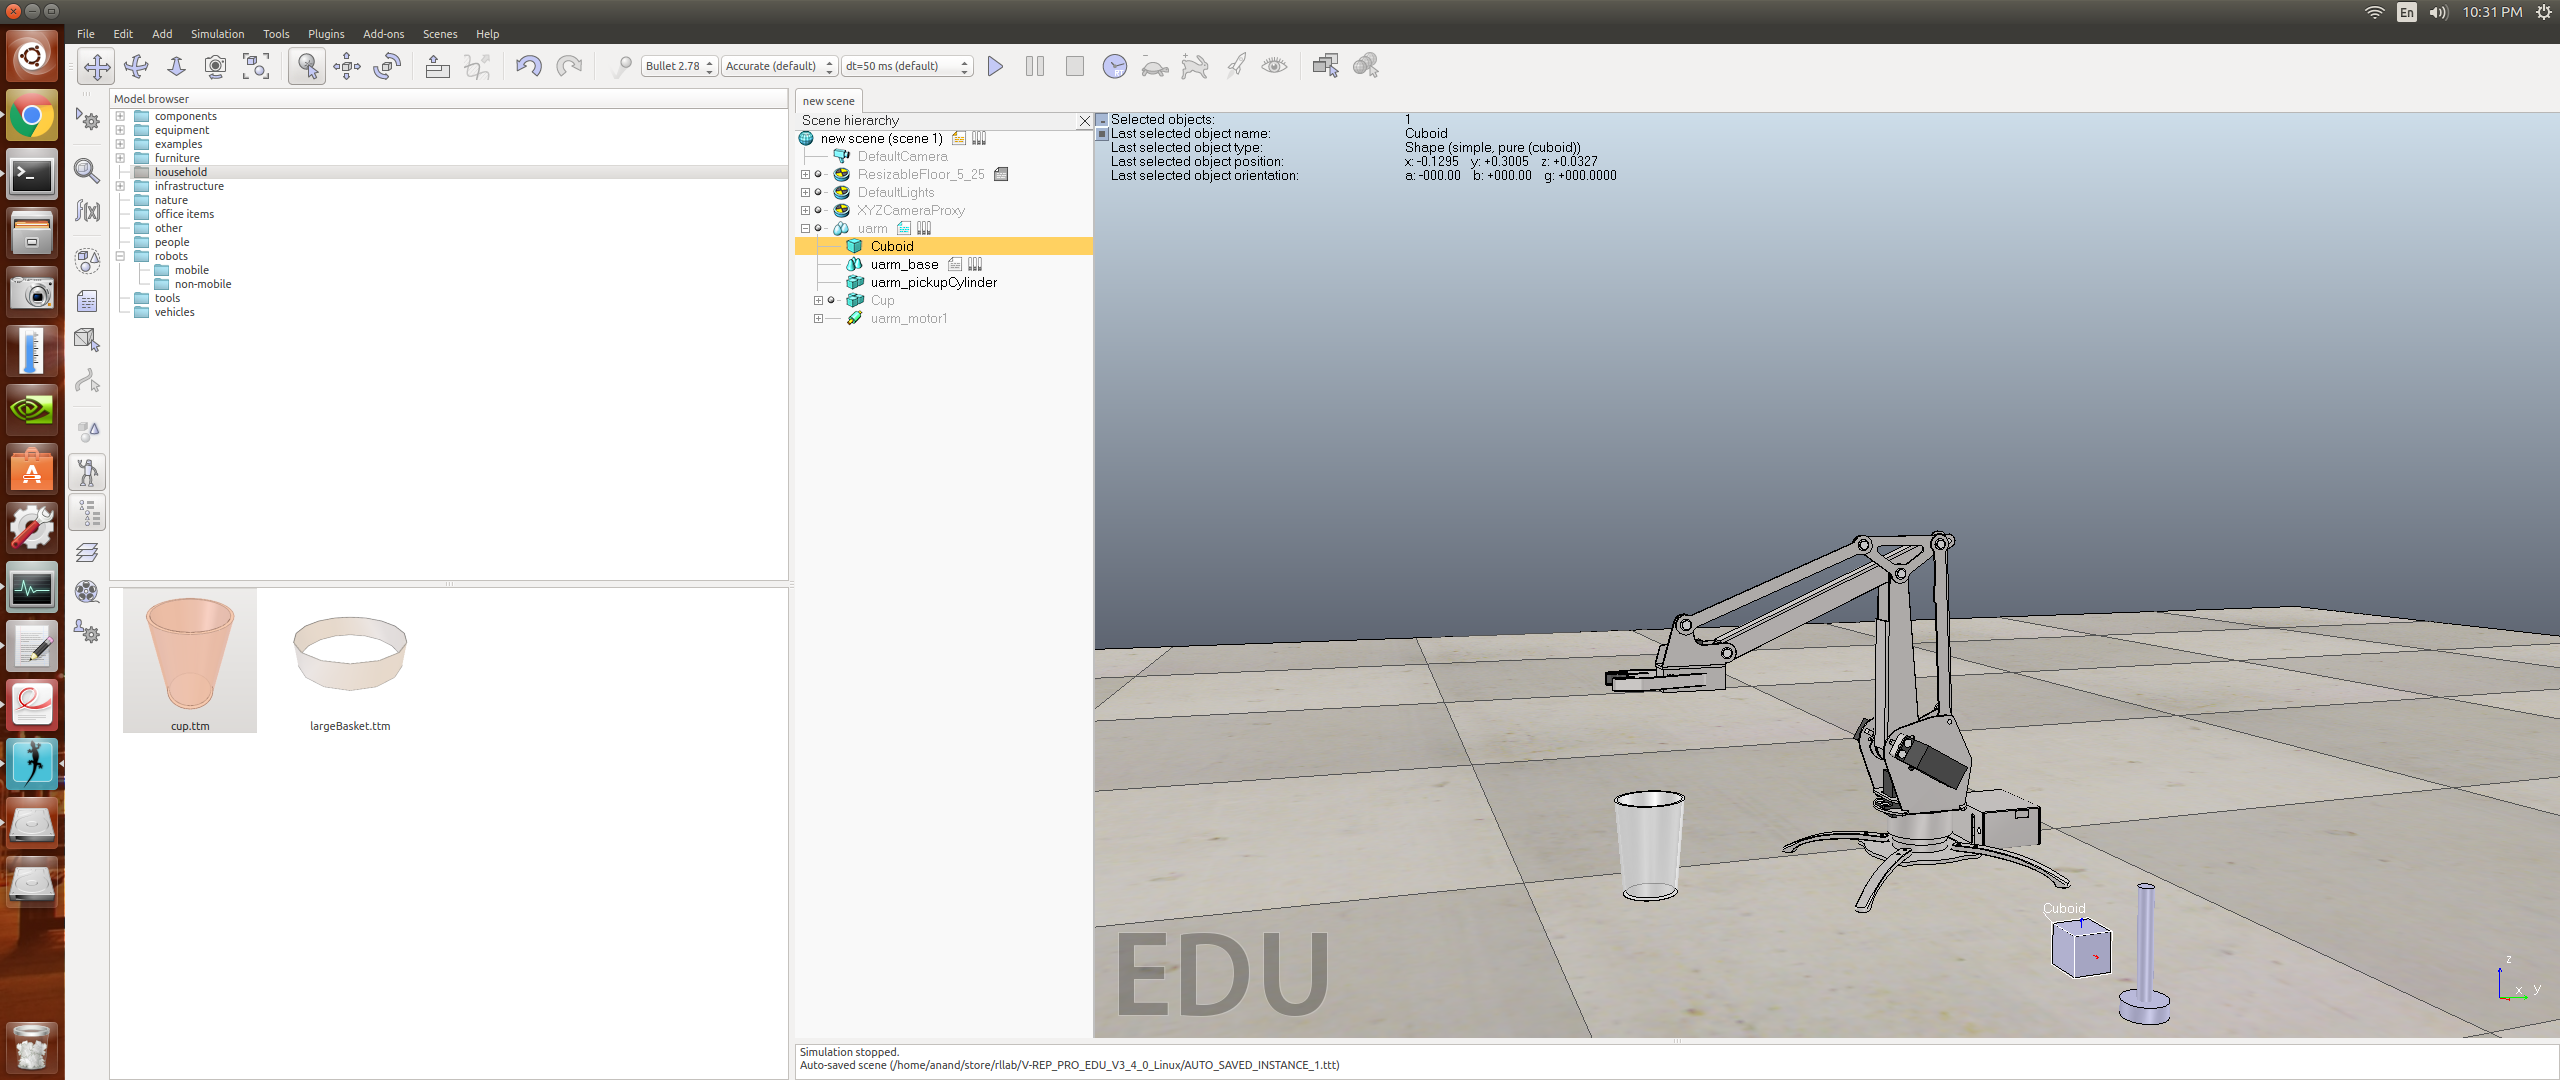 En
10:31 PM
File Edit Add Simulation Tools Plugins Add-ons Scenes Help
Bullet 2.78 Accurate (default) dt=50 ms (default)
Model browser
components
equipment
examples
furniture
household
infrastructure
nature
office items
other
people
robots
mobile
non-mobile
tools
vehicles
cup.ttm
largeBasket.ttm
new scene
Scene hierarchy
new scene (scene 1)
DefaultCamera
ResizableFloor_5_25
DefaultLights
XYZCameraProxy
uarm
Cuboid
uarm_base
uarm_pickupCylinder
Cup
uarm_motor1
Selected objects: 1
Last selected object name: Cuboid
Last selected object type: Shape (simple, pure (cuboid))
Last selected object position: x: -0.1295 y: +0.3005 z: +0.0327
Last selected object orientation: a: -000.00 b: +000.00 g: +000.0000
Cuboid
EDU
z
x y
Simulation stopped.
Auto-saved scene (/home/anand/store/rllab/V-REP_PRO_EDU_V3_4_0_Linux/AUTO_SAVED_INSTANCE_1.ttt)